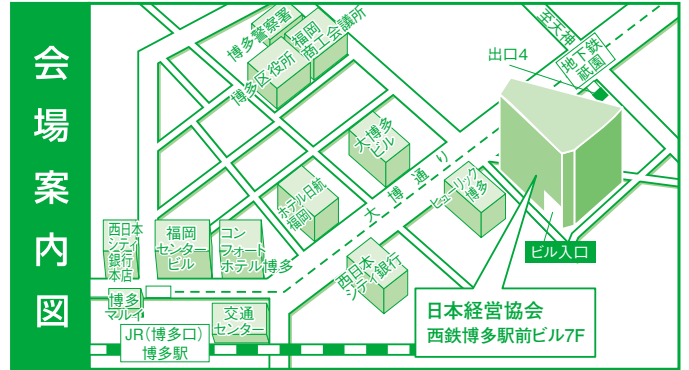 会場案内図
博多警察署
福岡
商工会議所
博多区役所
至天神
地下鉄
祇園
出口4
大博多
ビル
大博通り
ヒューリック
博多
ホテル日航
福岡
西日本
シティ
銀行
本店
福岡
センター
ビル
コン
フォート
ホテル博多
西日本
シティ銀行
ビル入口
博多
マルイ
交通
センター
JR(博多口)
博多駅
日本経営協会
西鉄博多駅前ビル7F